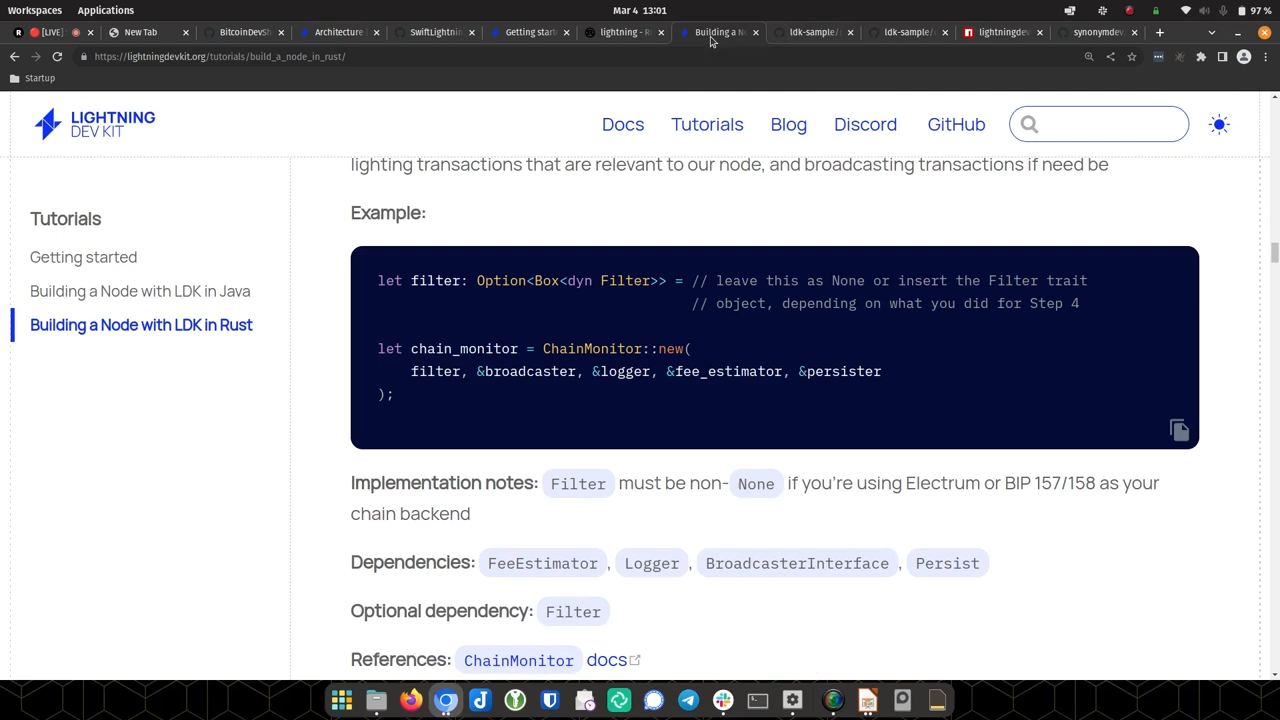 Workspaces Applications Mar 4 13:01 97 %
[LIVE] New Tab BitcoinDevSh Architecture SwiftLightnin Getting start lightning - R Building a No ldk-sample/ ldk-sample/ lightningdev synonymdev
https://lightningdevkit.org/tutorials/build_a_node_in_rust/
Startup
LIGHTNING
DEV KIT
Docs Tutorials Blog Discord GitHub
lighting transactions that are relevant to our node, and broadcasting transactions if need be
Tutorials
Getting started
Building a Node with LDK in Java
Building a Node with LDK in Rust
Example:
let filter: Option<Box<dyn Filter>> = // leave this as None or insert the Filter trait
// object, depending on what you did for Step 4
let chain_monitor = ChainMonitor::new(
filter, &broadcaster, &logger, &fee_estimator, &persister
);
Implementation notes: Filter must be non-None if you're using Electrum or BIP 157/158 as your
chain backend
Dependencies: FeeEstimator, Logger, BroadcasterInterface, Persist
Optional dependency: Filter
References: ChainMonitor docs